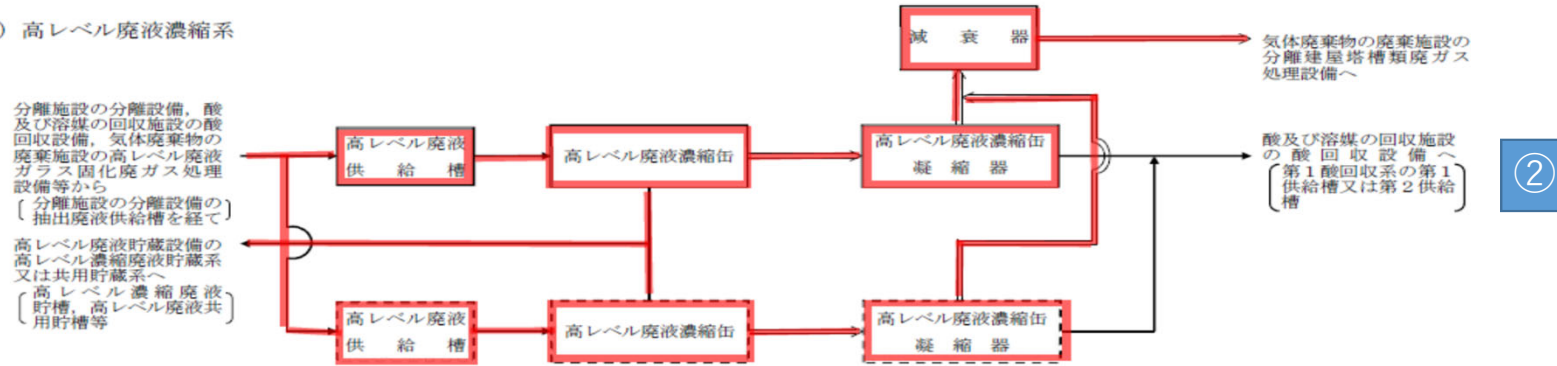 ) 高レベル廃液濃縮系
減衰器
気体廃棄物の廃棄施設の
分離建屋塔槽類廃ガス
処理設備へ
分離施設の分離設備，酸
及び溶媒の回収施設の酸
回収設備，気体廃棄物の
廃棄施設の高レベル廃液
ガラス固化廃ガス処理
設備等から
〔分離施設の分離設備の
抽出廃液供給槽を経て〕
高レベル廃液
供給槽
高レベル廃液濃縮缶
高レベル廃液濃縮缶
凝縮器
酸及び溶媒の回収施設
の酸回収設備へ
〔第１酸回収系の第１
供給槽又は第２供給
槽〕
②
高レベル廃液貯蔵設備の
高レベル濃縮廃液貯蔵系
又は共用貯蔵系へ
〔高レベル濃縮廃液
貯槽，高レベル廃液共
用貯槽等〕
高レベル廃液
供給槽
高レベル廃液濃縮缶
高レベル廃液濃縮缶
凝縮器